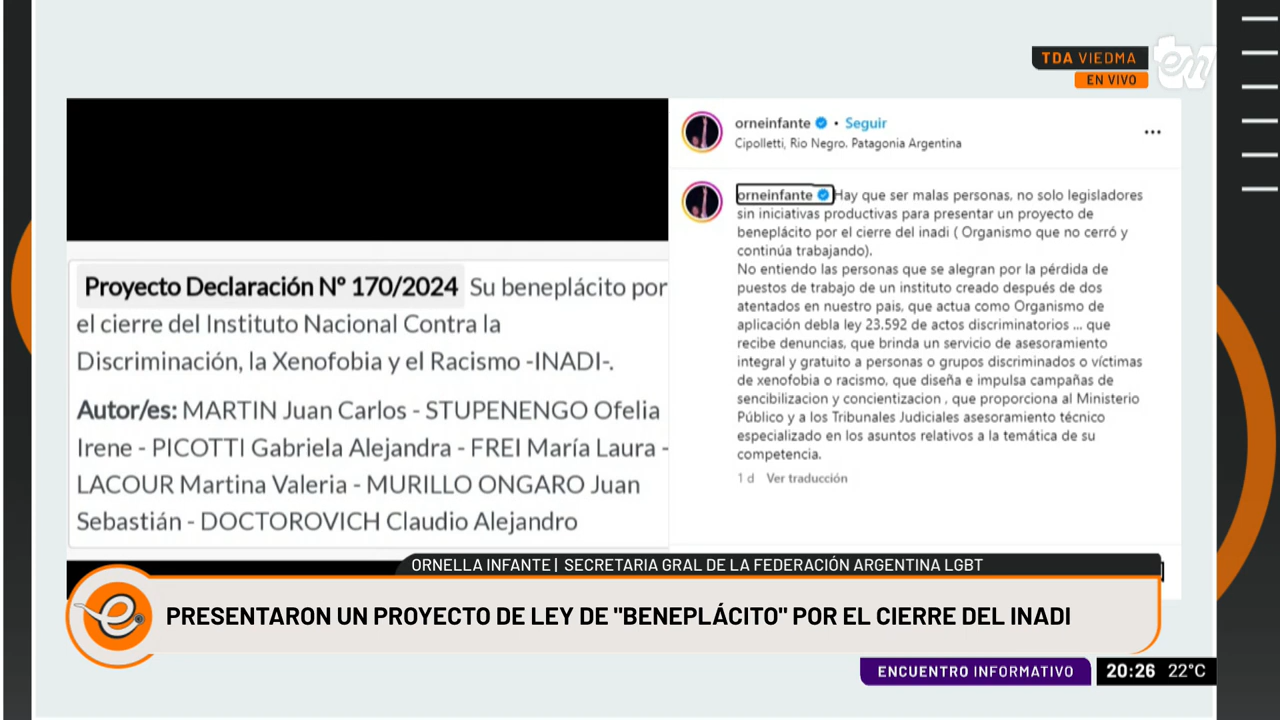 TDA VIEDMA
EN VIVO
en
orneinfante • Seguir
Cipolletti, Rio Negro. Patagonia Argentina
orneinfante Hay que ser malas personas, no solo legisladores
sin iniciativas productivas para presentar un proyecto de
beneplácito por el cierre del inadi ( Organismo que no cerró y
continúa trabajando).
No entiendo las personas que se alegran por la pérdida de
puestos de trabajo de un instituto creado después de dos
atentados en nuestro pais, que actua como Organismo de
aplicación debla ley 23.592 de actos discriminatorios ... que
recibe denuncias, que brinda un servicio de asesoramiento
integral y gratuito a personas o grupos discriminados o víctimas
de xenofobia o racismo, que diseña e impulsa campañas de
sencibilizacion y concientizacion , que proporciona al Ministerio
Público y a los Tribunales Judiciales asesoramiento técnico
especializado en los asuntos relativos a la temática de su
competencia.
1 d Ver traducción
Proyecto Declaración Nº 170/2024 Su beneplácito por
el cierre del Instituto Nacional Contra la
Discriminación, la Xenofobia y el Racismo -INADI-.
Autor/es: MARTIN Juan Carlos - STUPENENGO Ofelia
Irene - PICOTTI Gabriela Alejandra - FREI María Laura -
LACOUR Martina Valeria - MURILLO ONGARO Juan
Sebastián - DOCTOROVICH Claudio Alejandro
ORNELLA INFANTE | SECRETARIA GRAL DE LA FEDERACIÓN ARGENTINA LGBT
e
PRESENTARON UN PROYECTO DE LEY DE "BENEPLÁCITO" POR EL CIERRE DEL INADI
ENCUENTRO INFORMATIVO
20:26 22°C